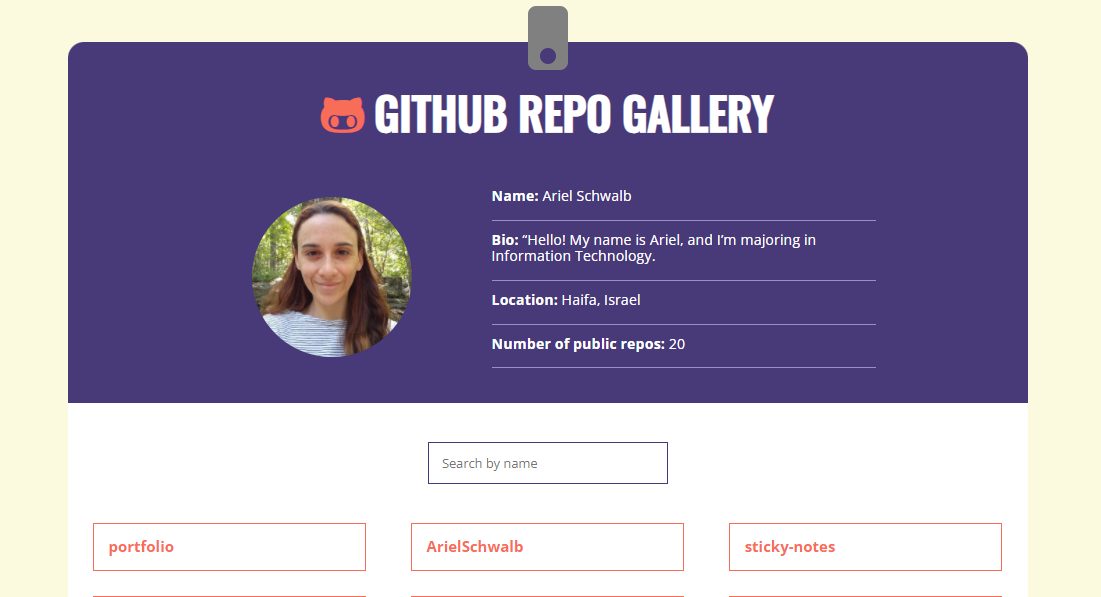 GITHUB REPO GALLERY
Name: Ariel Schwalb
Bio: “Hello! My name is Ariel, and I’m majoring in
Information Technology.
Location: Haifa, Israel
Number of public repos: 20
Search by name
portfolio
ArielSchwalb
sticky-notes